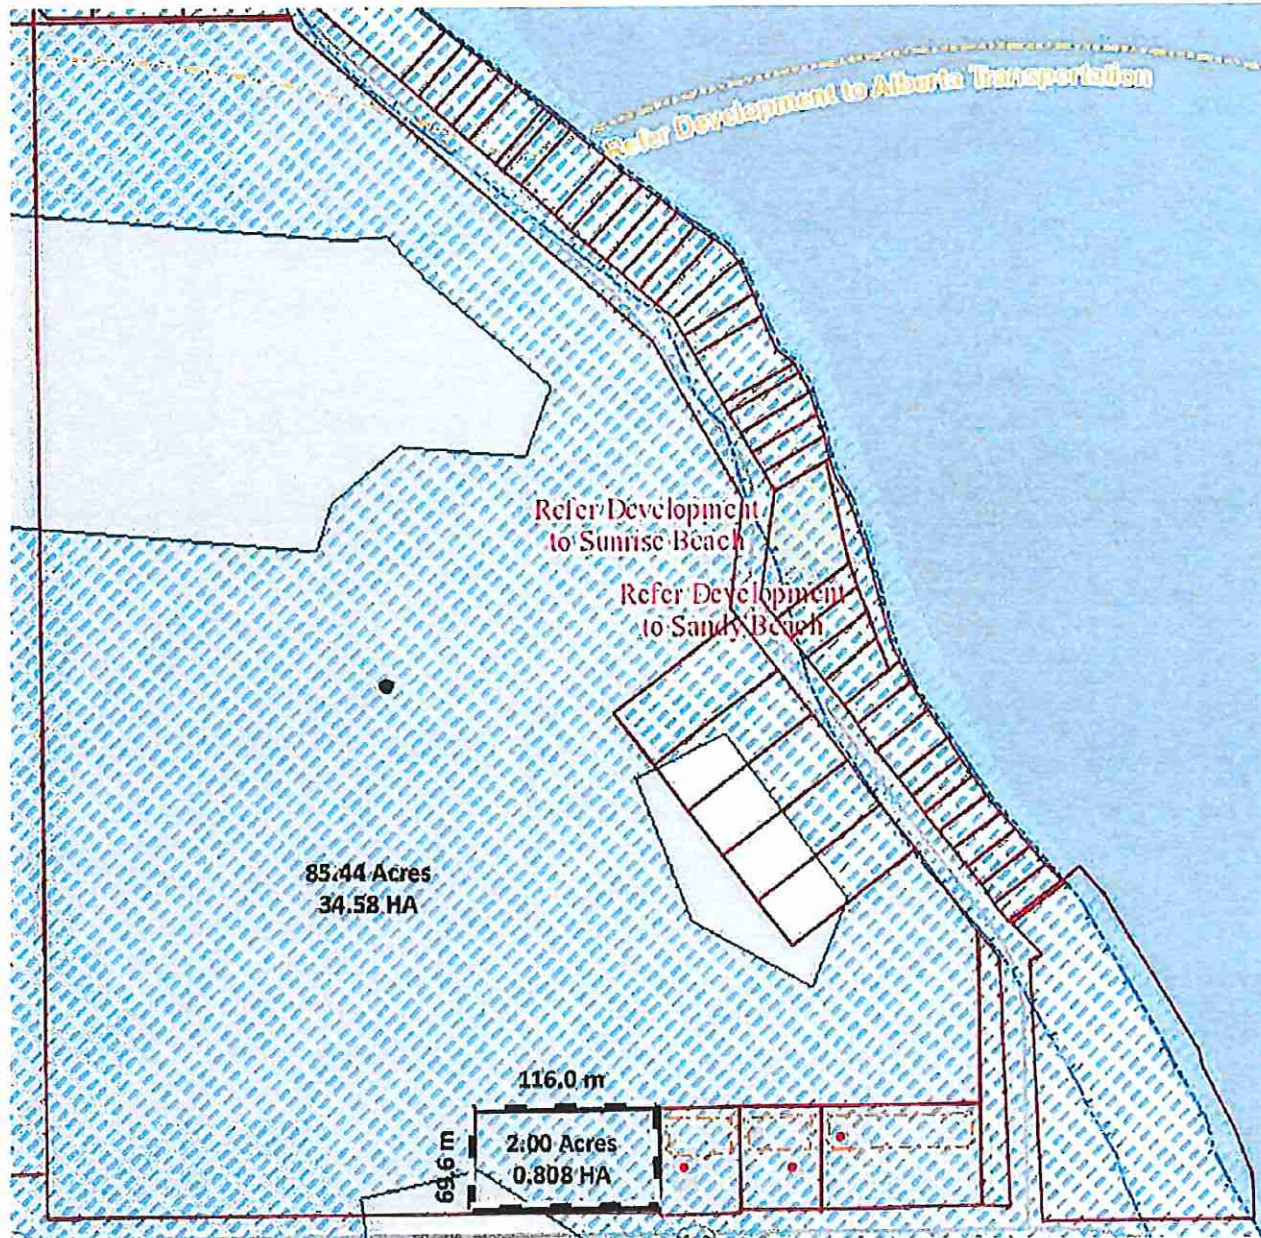 Refer Development to Alberta Transportation
Refer Development
to Sunrise Beach
Refer Development
to Sandy Beach
85.44 Acres
34.58 HA
116.0 m
69.6 m
2.00 Acres
0.808 HA